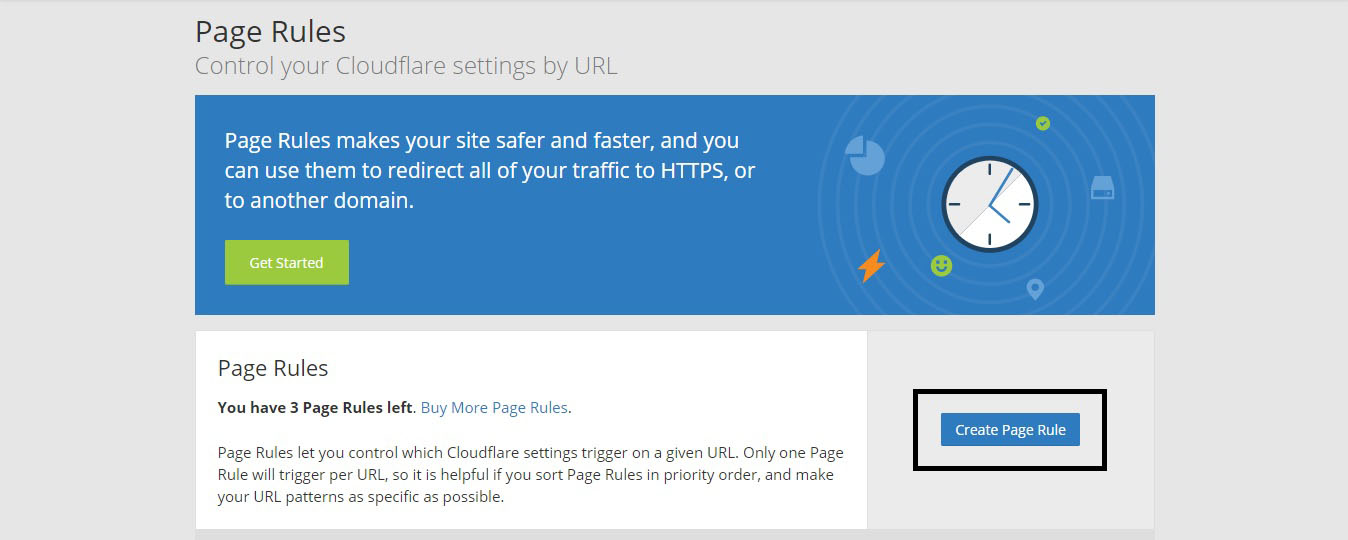 Page Rules
Control your Cloudflare settings by URL
Page Rules makes your site safer and faster, and you
can use them to redirect all of your traffic to HTTPS, or
to another domain.
Get Started
Page Rules
You have 3 Page Rules left. Buy More Page Rules.
Create Page Rule
Page Rules let you control which Cloudflare settings trigger on a given URL. Only one Page
Rule will trigger per URL, so it is helpful if you sort Page Rules in priority order, and make
your URL patterns as specific as possible.